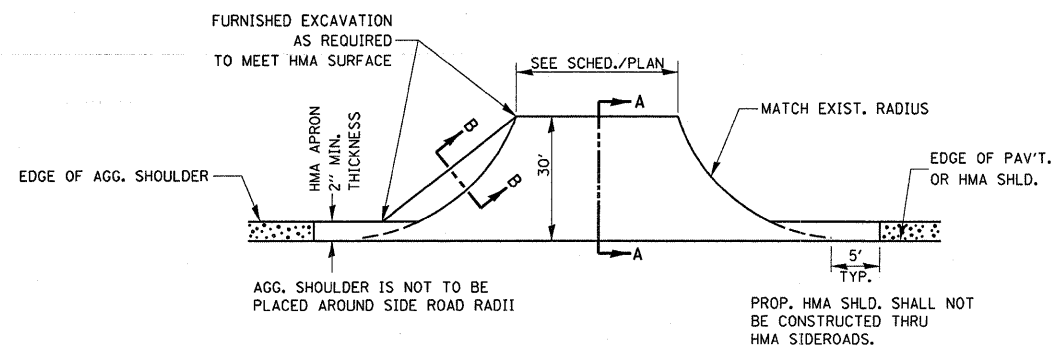 FURNISHED EXCAVATION
AS REQUIRED
TO MEET HMA SURFACE
SEE SCHED./PLAN
A
MATCH EXIST. RADIUS
B
HMA APRON
2" MIN.
THICKNESS
EDGE OF AGG. SHOULDER
B
30'
EDGE OF PAV'T.
OR HMA SHLD.
A
5'
TYP.
AGG. SHOULDER IS NOT TO BE
PLACED AROUND SIDE ROAD RADII
PROP. HMA SHLD. SHALL NOT
BE CONSTRUCTED THRU
HMA SIDEROADS.